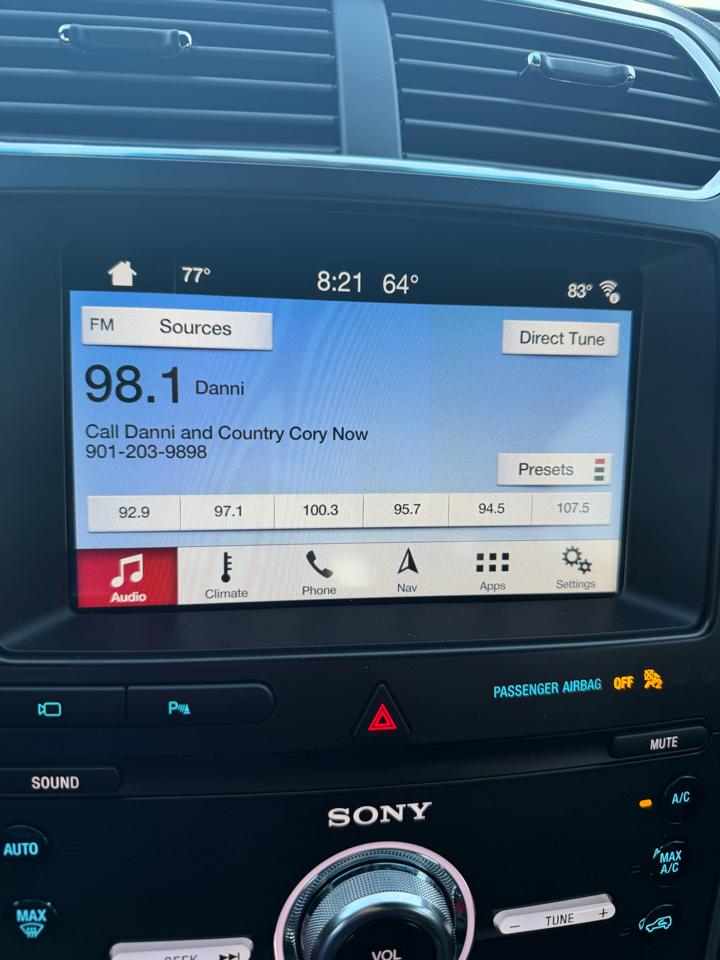 77° 8:21 64° 83°
FM Sources
Direct Tune
98.1 Danni
Call Danni and Country Cory Now
901-203-9898
Presets
92.9 97.1 100.3 95.7 94.5 107.5
Audio Climate Phone Nav Apps Settings
PASSENGER AIRBAG OFF
P
MUTE
SOUND
SONY
A/C
AUTO
MAX A/C
MAX
- TUNE +
SEEK
VOL